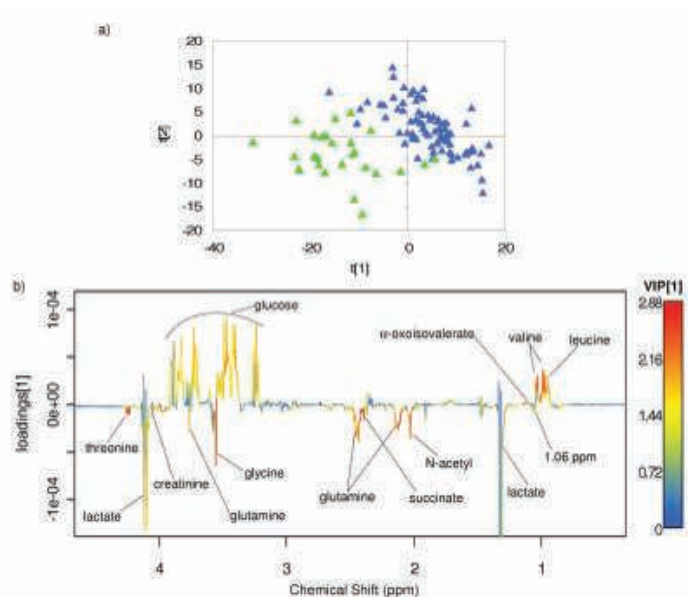 a)
20
15
10
5
0
-5
-10
-15
-20
t[2]
-40
-20
0
20
t[1]
b)
VIP[1]
1e-04
0e+00
-1e-04
loadings[1]
glucose
α-oxoisovalerate
valine
leucine
threonine
creatinine
glycine
N-acetyl
1.06 ppm
lactate
glutamine
glutamine
succinate
lactate
4
3
2
1
Chemical Shift (ppm)
2.88
2.16
1.44
0.72
0